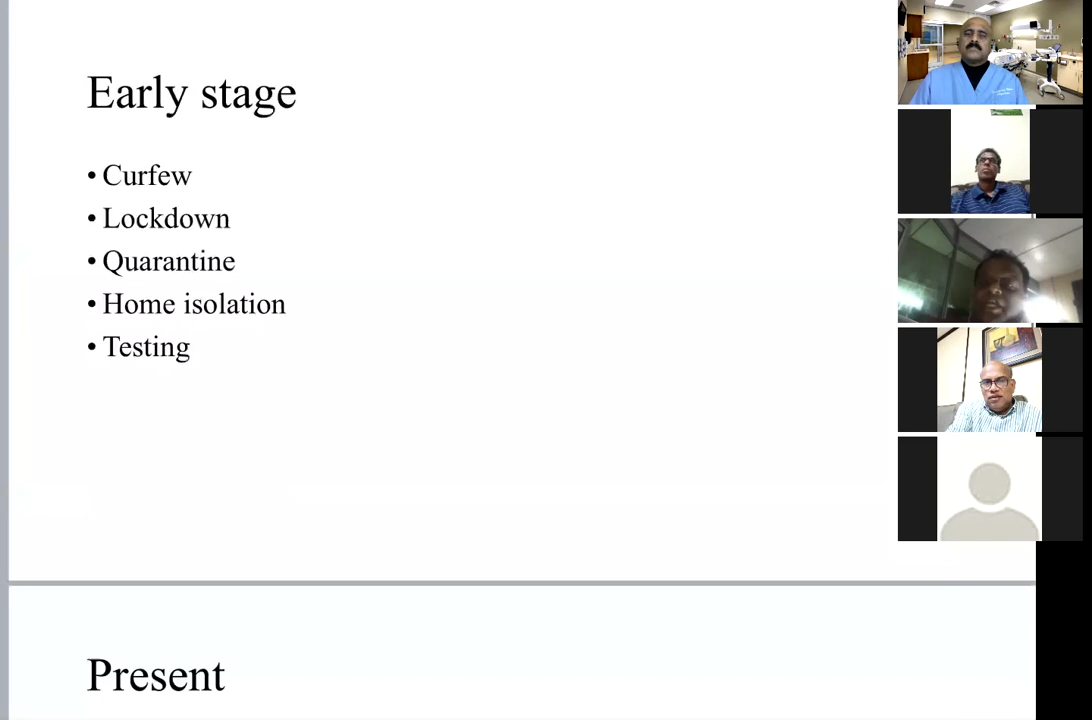 Early stage
• Curfew
• Lockdown
• Quarantine
• Home isolation
• Testing
Present